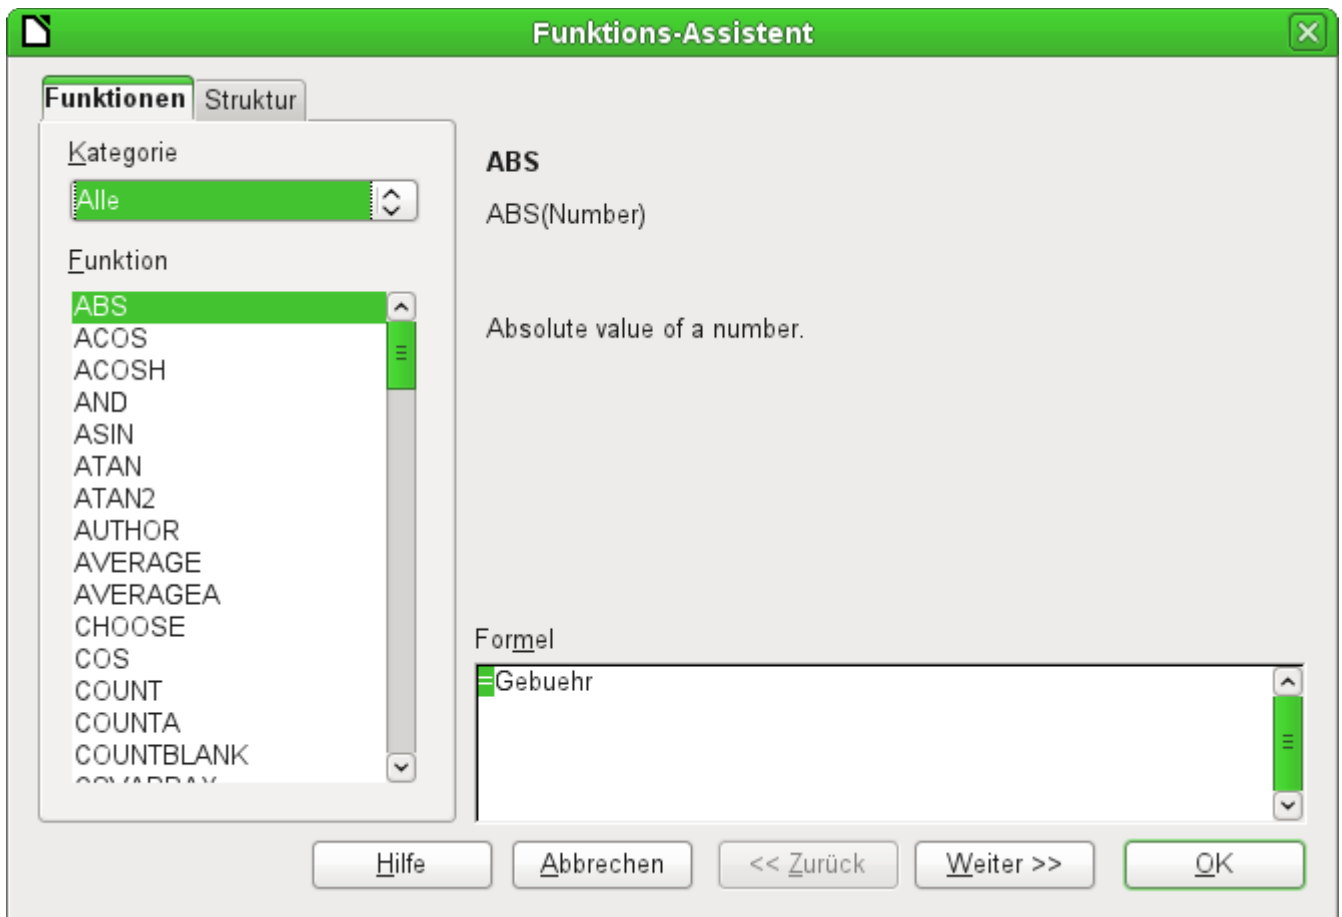 Funktions-Assistent
Funktionen Struktur
Kategorie
Alle
Funktion
ABS
ACOS
ACOSH
AND
ASIN
ATAN
ATAN2
AUTHOR
AVERAGE
AVERAGEA
CHOOSE
COS
COUNT
COUNTA
COUNTBLANK
ABS
ABS(Number)
Absolute value of a number.
Formel
=Gebuehr
Hilfe Abbrechen << Zurück Weiter >> OK